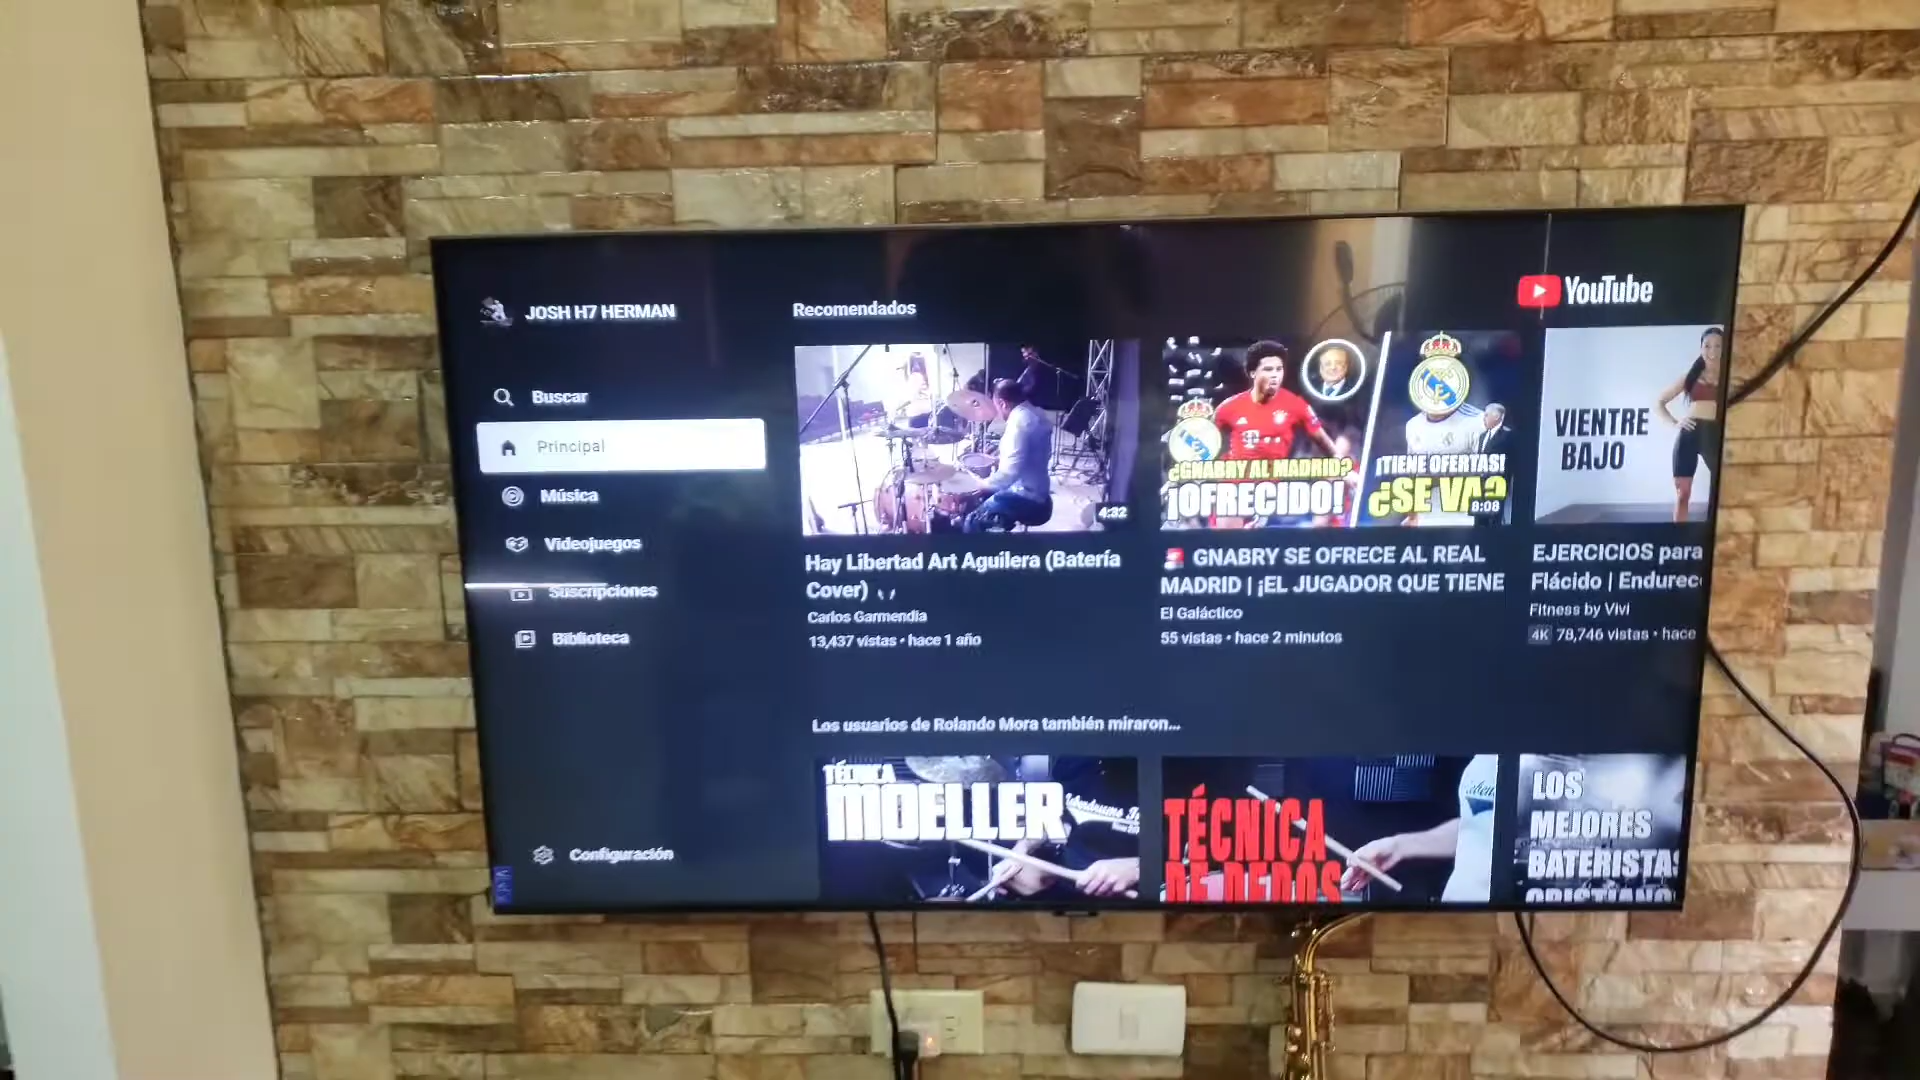 JOSH H7 HERMAN
Buscar
Principal
Música
Videojuegos
Suscripciones
Biblioteca
Configuración
YouTube
Recomendados
4:32
Hay Libertad Art Aguilera (Batería
Cover)
Carlos Garmendia
13,437 vistas • hace 1 año
¿GNABRY AL MADRID?
¡OFRECIDO!
¡TIENE OFERTAS!
¿SE VA?
8:08
GNABRY SE OFRECE AL REAL
MADRID | ¡EL JUGADOR QUE TIENE
El Galáctico
55 vistas • hace 2 minutos
VIENTRE
BAJO
EJERCICIOS para
Flácido | Endurec
Fitness by Vivi
4K 78,746 vistas • hace
Los usuarios de Rolando Mora también miraron...
TÉCNICA
MOELLER
TÉCNICA
DE DEDOS
LOS
MEJORES
BATERISTAS
CRISTIANO